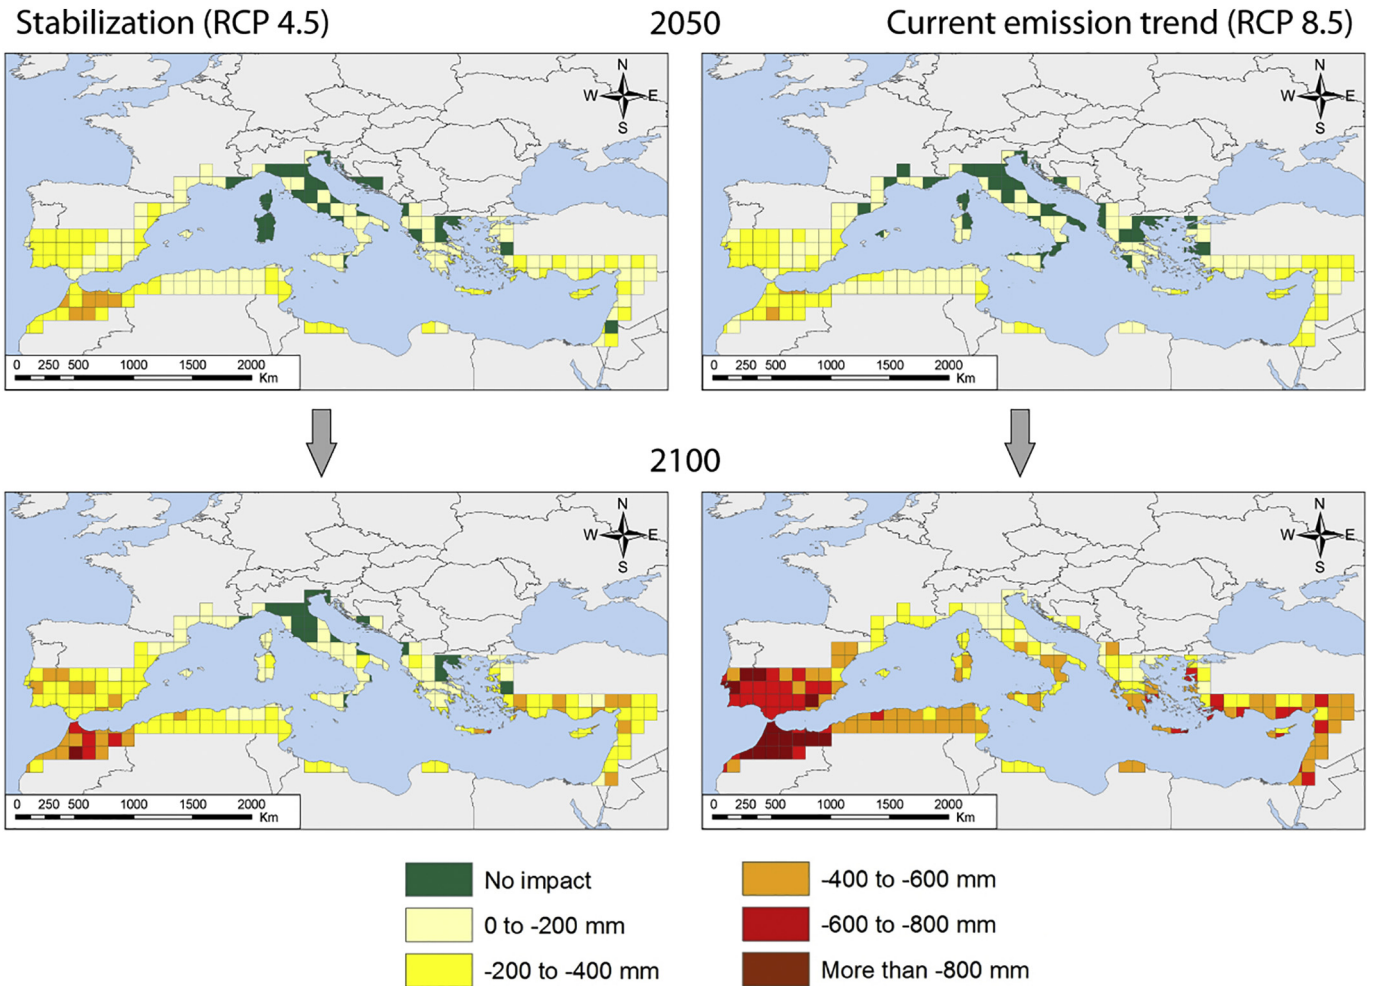 Stabilization (RCP 4.5)
2050
Current emission trend (RCP 8.5)
N
W E
S
N
W E
S
0 250 500 1000 1500 2000
Km
0 250 500 1000 1500 2000
Km
2100
N
W E
S
N
W E
S
0 250 500 1000 1500 2000
Km
0 250 500 1000 1500 2000
Km
No impact
0 to -200 mm
-200 to -400 mm
-400 to -600 mm
-600 to -800 mm
More than -800 mm